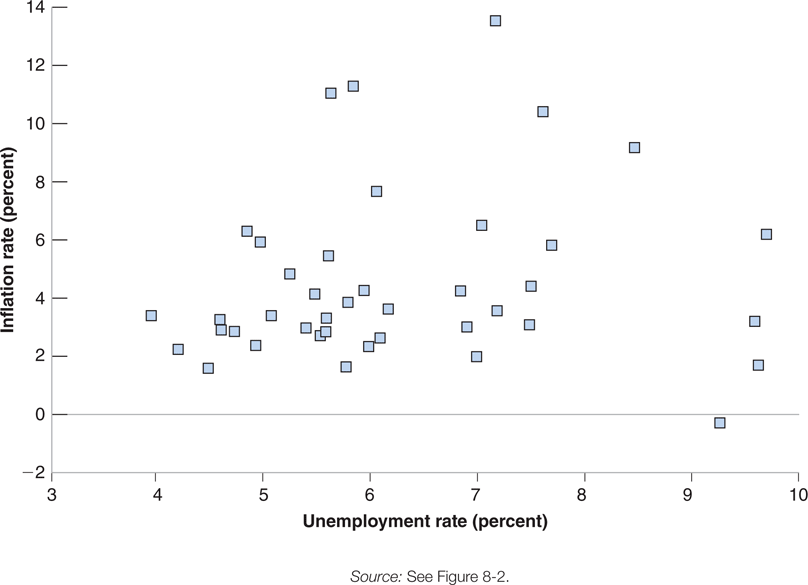 14
12
10
8
6
4
2
0
−2
Inflation rate (percent)
3 4 5 6 7 8 9 10
Unemployment rate (percent)
Source: See Figure 8-2.